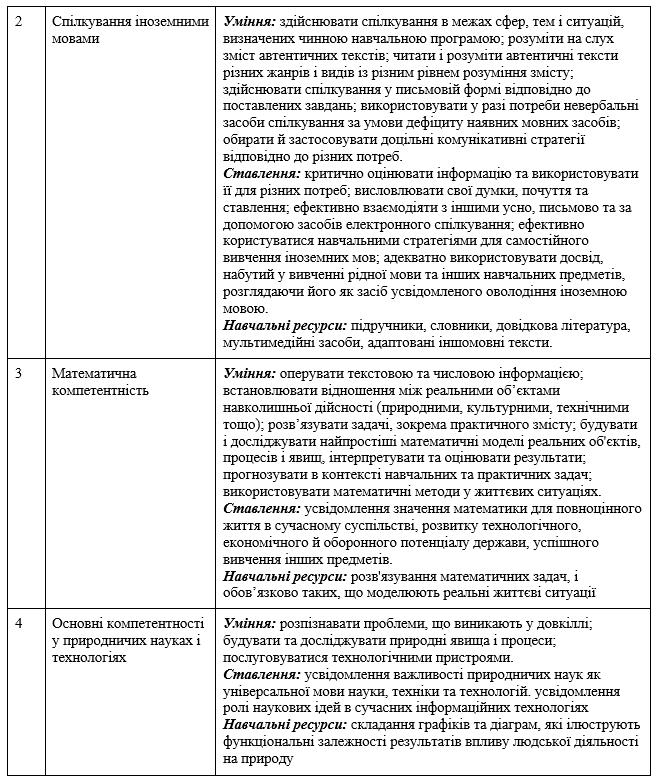 2
Спілкування іноземними
мовами
Уміння: здійснювати спілкування в межах сфер, тем і ситуацій,
визначених чинною навчальною програмою; розуміти на слух
зміст автентичних текстів; читати і розуміти автентичні тексти
різних жанрів і видів із різним рівнем розуміння змісту;
здійснювати спілкування у письмовій формі відповідно до
поставлених завдань; використовувати у разі потреби невербальні
засоби спілкування за умови дефіциту наявних мовних засобів;
обирати й застосовувати доцільні комунікативні стратегії
відповідно до різних потреб.
Ставлення: критично оцінювати інформацію та використовувати
її для різних потреб; висловлювати свої думки, почуття та
ставлення; ефективно взаємодіяти з іншими усно, письмово та за
допомогою засобів електронного спілкування; ефективно
користуватися навчальними стратегіями для самостійного
вивчення іноземних мов; адекватно використовувати досвід,
набутий у вивченні рідної мови та інших навчальних предметів,
розглядаючи його як засіб усвідомленого оволодіння іноземною
мовою.
Навчальні ресурси: підручники, словники, довідкова література,
мультимедійні засоби, адаптовані іншомовні тексти.
3
Математична
компетентність
Уміння: оперувати текстовою та числовою інформацією;
встановлювати відношення між реальними об’єктами
навколишньої дійсності (природними, культурними, технічними
тощо); розв’язувати задачі, зокрема практичного змісту; будувати
і досліджувати найпростіші математичні моделі реальних об'єктів,
процесів і явищ, інтерпретувати та оцінювати результати;
прогнозувати в контексті навчальних та практичних задач;
використовувати математичні методи у життєвих ситуаціях.
Ставлення: усвідомлення значення математики для повноцінного
життя в сучасному суспільстві, розвитку технологічного,
економічного й оборонного потенціалу держави, успішного
вивчення інших предметів.
Навчальні ресурси: розв'язування математичних задач, і
обов’язково таких, що моделюють реальні життєві ситуації
4
Основні компетентності
у природничих науках і
технологіях
Уміння: розпізнавати проблеми, що виникають у довкіллі;
будувати та досліджувати природні явища і процеси;
послуговуватися технологічними пристроями.
Ставлення: усвідомлення важливості природничих наук як
універсальної мови науки, техніки та технологій. усвідомлення
ролі наукових ідей в сучасних інформаційних технологіях
Навчальні ресурси: складання графіків та діаграм, які ілюструють
функціональні залежності результатів впливу людської діяльності
на природу